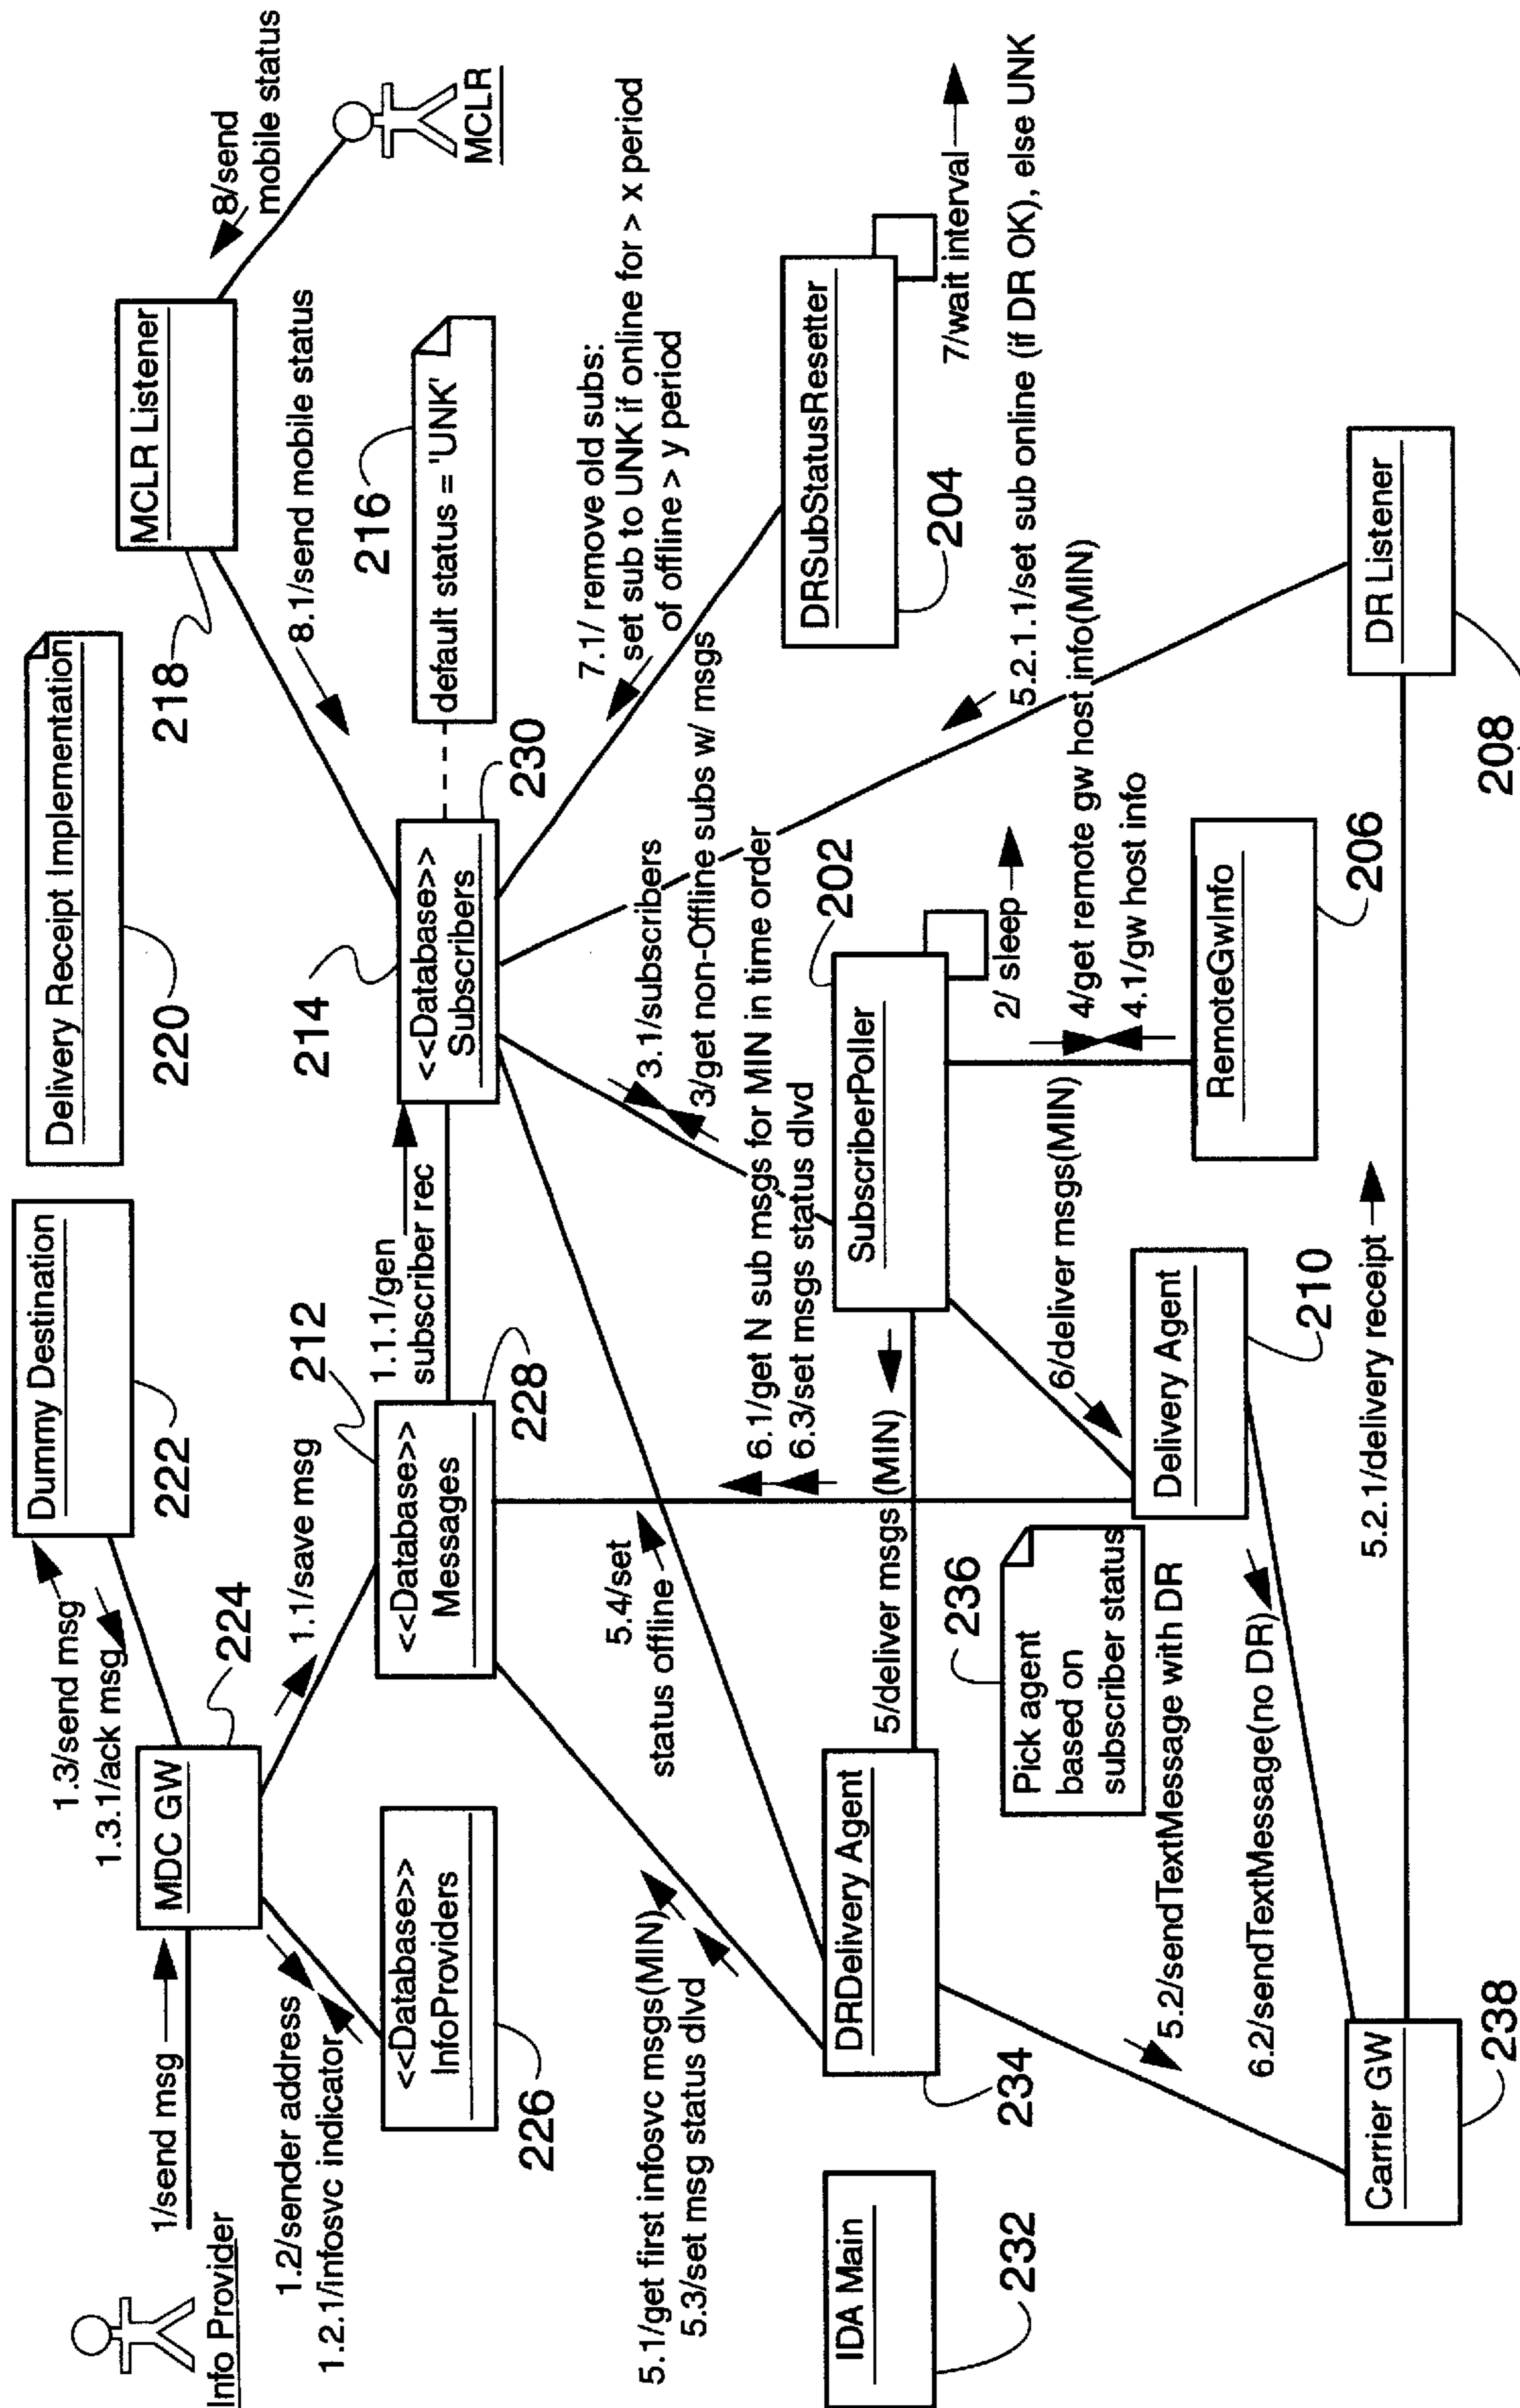 Info Provider
1/send msg
1.3/send msg
1.3.1/ack msg
MDC GW
224
Dummy Destination
222
Delivery Receipt Implementation
220
MCLR Listener
218
8/send
mobile status
MCLR
1.2/sender address
1.2.1/infosvc indicator
1.1/save msg
<<Database>>
InfoProviders
226
212
<<Database>>
Messages
228
1.1.1/gen
subscriber rec
214
<<Database>>
Subscribers
230
8.1/send mobile status
216
default status = 'UNK'
7.1/ remove old subs:
set sub to UNK if online for > x period
of offline > y period
5.1/get first infosvc msgs(MIN)
5.3/set msg status dlvd
5.4/set
status offline
6.1/get N sub msgs for MIN in time order
6.3/set msgs status dlvd
3.1/subscribers
3/get non-Offline subs w/ msgs
DRSubStatusResetter
204
7/wait interval
IDA Main
232
DRDelivery Agent
234
5/deliver msgs (MIN)
SubscriberPoller
202
2/ sleep
5.2.1.1/set sub online (if DR OK), else UNK
236
Pick agent
based on
subscriber status
6/deliver msgs(MIN)
4/get remote gw host info(MIN)
4.1/gw host info
5.2/sendTextMessage with DR
6.2/sendTextMessage(no DR)
Delivery Agent
210
RemoteGwInfo
206
Carrier GW
238
5.2.1/delivery receipt
DR Listener
208